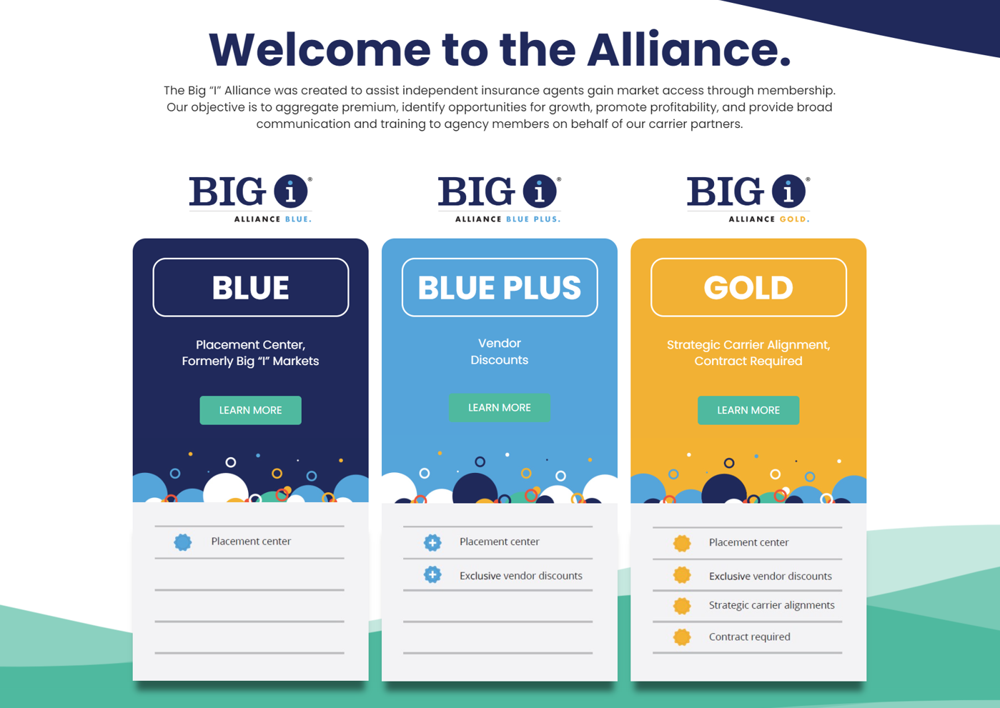 Welcome to the Alliance.
The Big “I” Alliance was created to assist independent insurance agents gain market access through membership.
Our objective is to aggregate premium, identify opportunities for growth, promote profitability, and provide broad
communication and training to agency members on behalf of our carrier partners.
BIG i®
ALLIANCE BLUE.
BLUE
Placement Center,
Formerly Big “I” Markets
LEARN MORE
Placement center
BIG i®
ALLIANCE BLUE PLUS.
BLUE PLUS
Vendor
Discounts
LEARN MORE
Placement center
Exclusive vendor discounts
BIG i®
ALLIANCE GOLD.
GOLD
Strategic Carrier Alignment,
Contract Required
LEARN MORE
Placement center
Exclusive vendor discounts
Strategic carrier alignments
Contract required